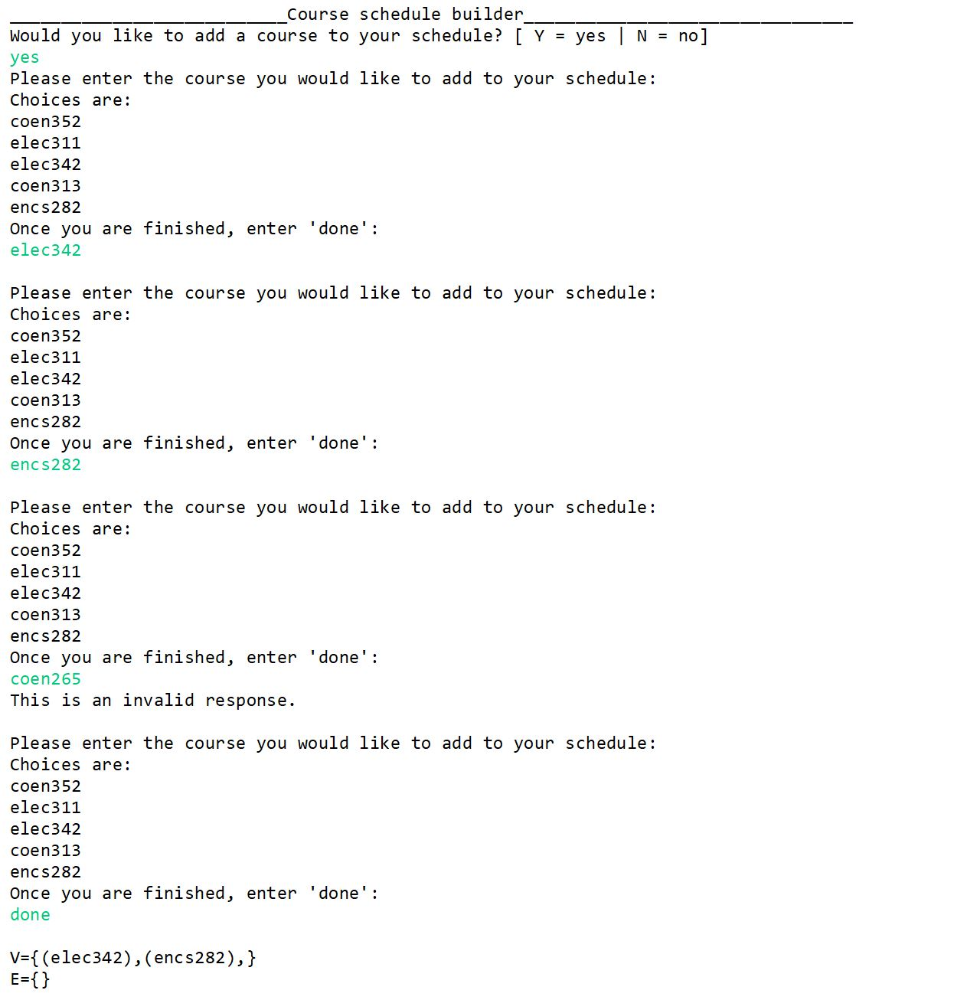 ___________________________Course schedule builder________________________________
Would you like to add a course to your schedule? [ Y = yes | N = no]
yes
Please enter the course you would like to add to your schedule:
Choices are:
coen352
elec311
elec342
coen313
encs282
Once you are finished, enter 'done':
elec342
Please enter the course you would like to add to your schedule:
Choices are:
coen352
elec311
elec342
coen313
encs282
Once you are finished, enter 'done':
encs282
Please enter the course you would like to add to your schedule:
Choices are:
coen352
elec311
elec342
coen313
encs282
Once you are finished, enter 'done':
coen265
This is an invalid response.
Please enter the course you would like to add to your schedule:
Choices are:
coen352
elec311
elec342
coen313
encs282
Once you are finished, enter 'done':
done
V={(elec342),(encs282),}
E={}